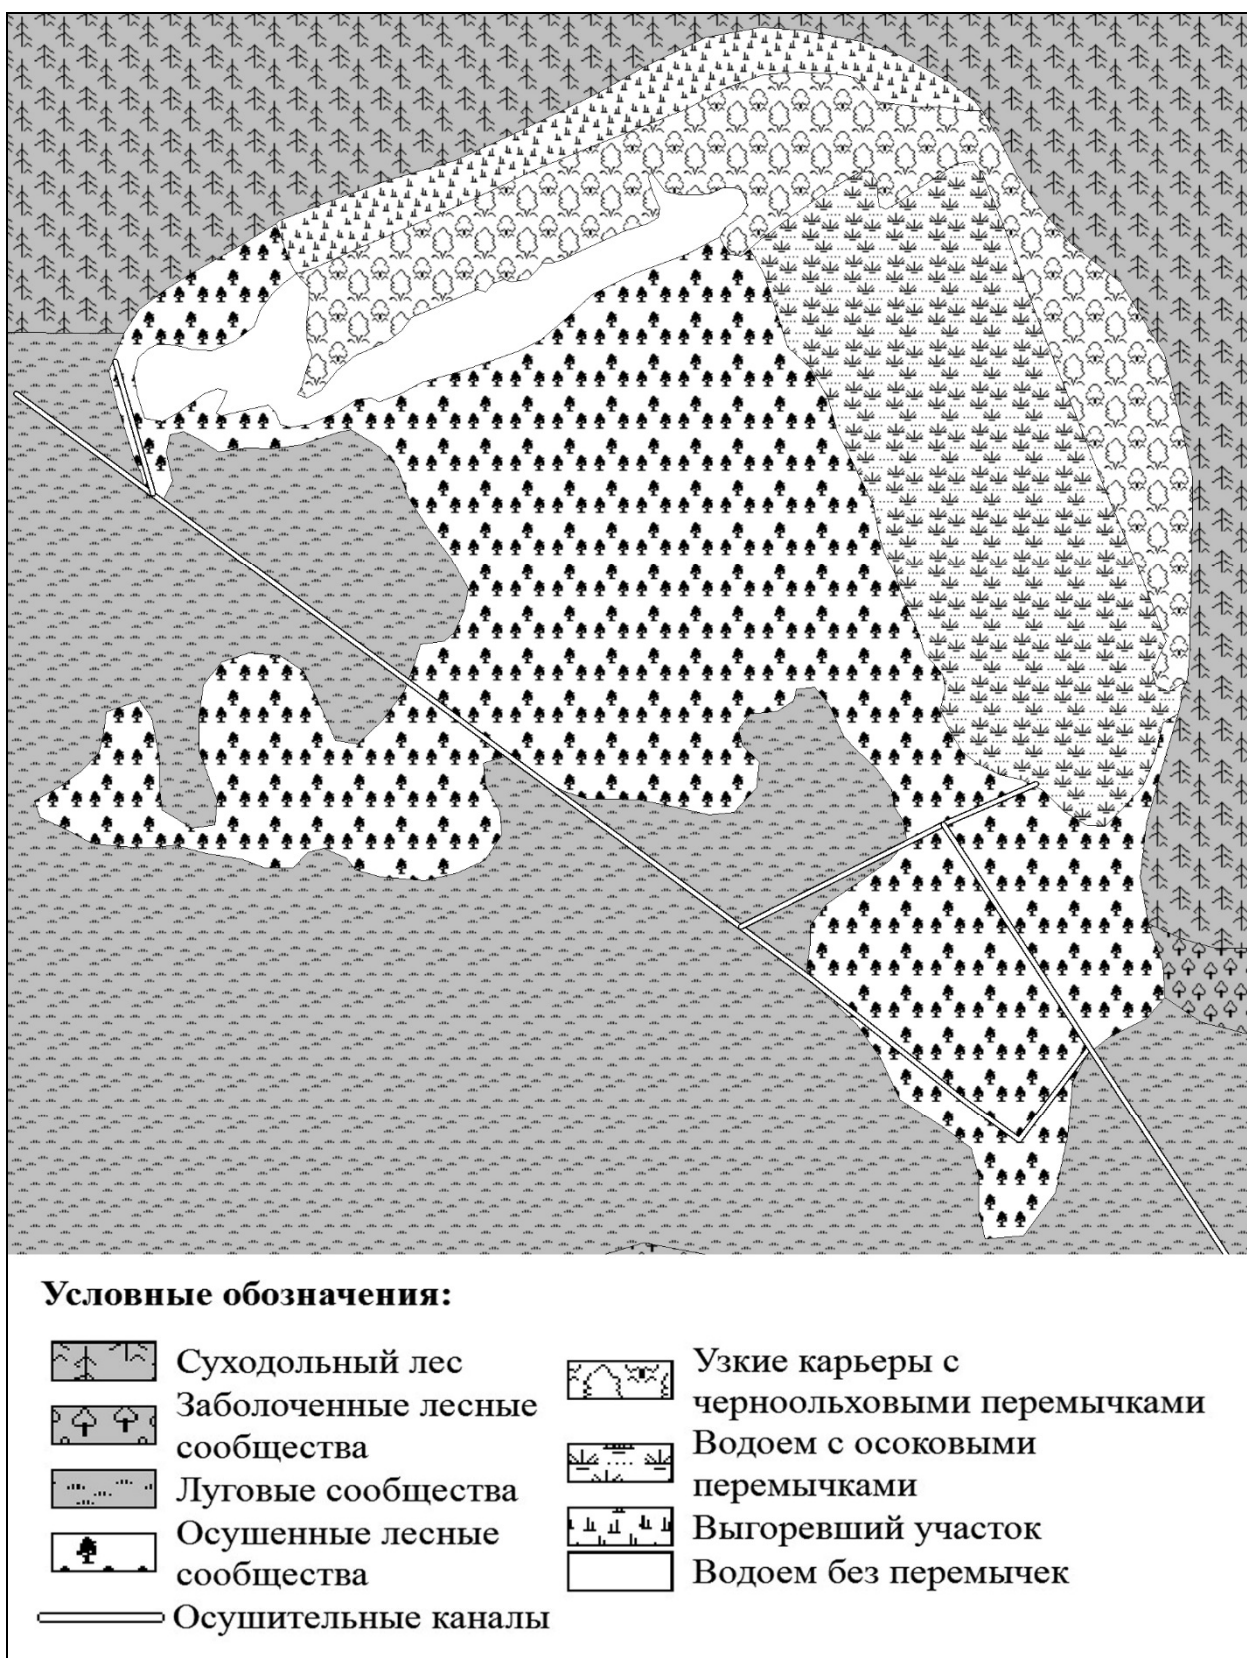 Условные обозначения:
Суходольный лес
Заболоченные лесные
сообщества
Луговые сообщества
Осушенные лесные
сообщества
Осушительные каналы
Узкие карьеры с
черноольховыми перемычками
Водоем с осоковыми
перемычками
Выгоревший участок
Водоем без перемычек